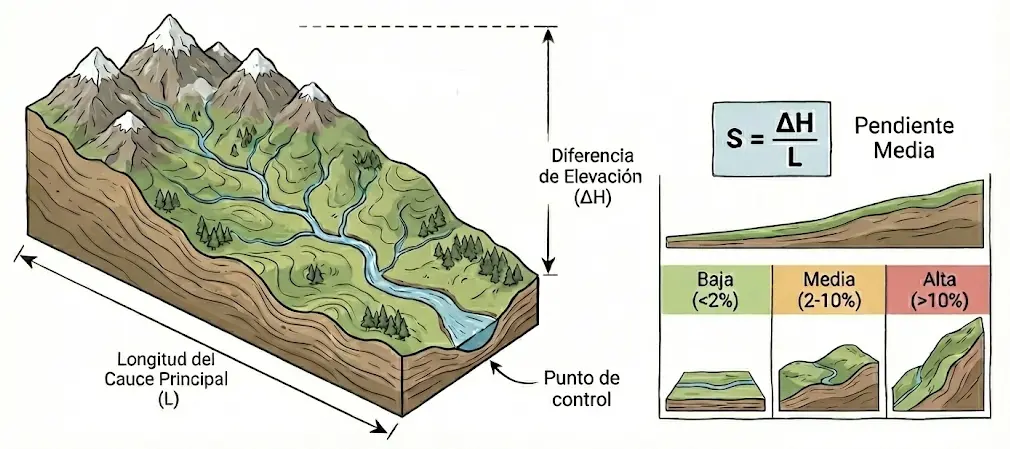 Diferencia
de Elevación
(ΔH)
Longitud del
Cauce Principal
(L)
Punto de
control
S = ΔH / L
Pendiente
Media
Baja
(<2%)
Media
(2-10%)
Alta
(>10%)